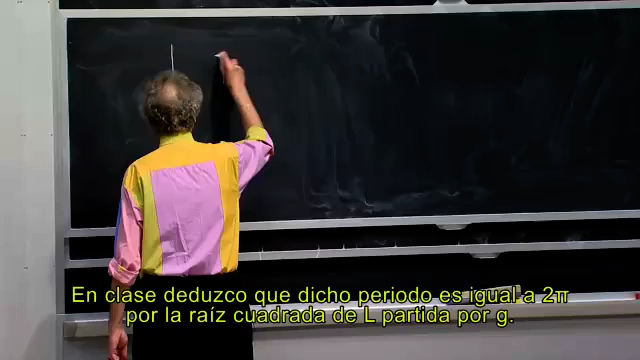 En clase deduzco que dicho periodo es igual a 2π
por la raíz cuadrada de L partida por g.